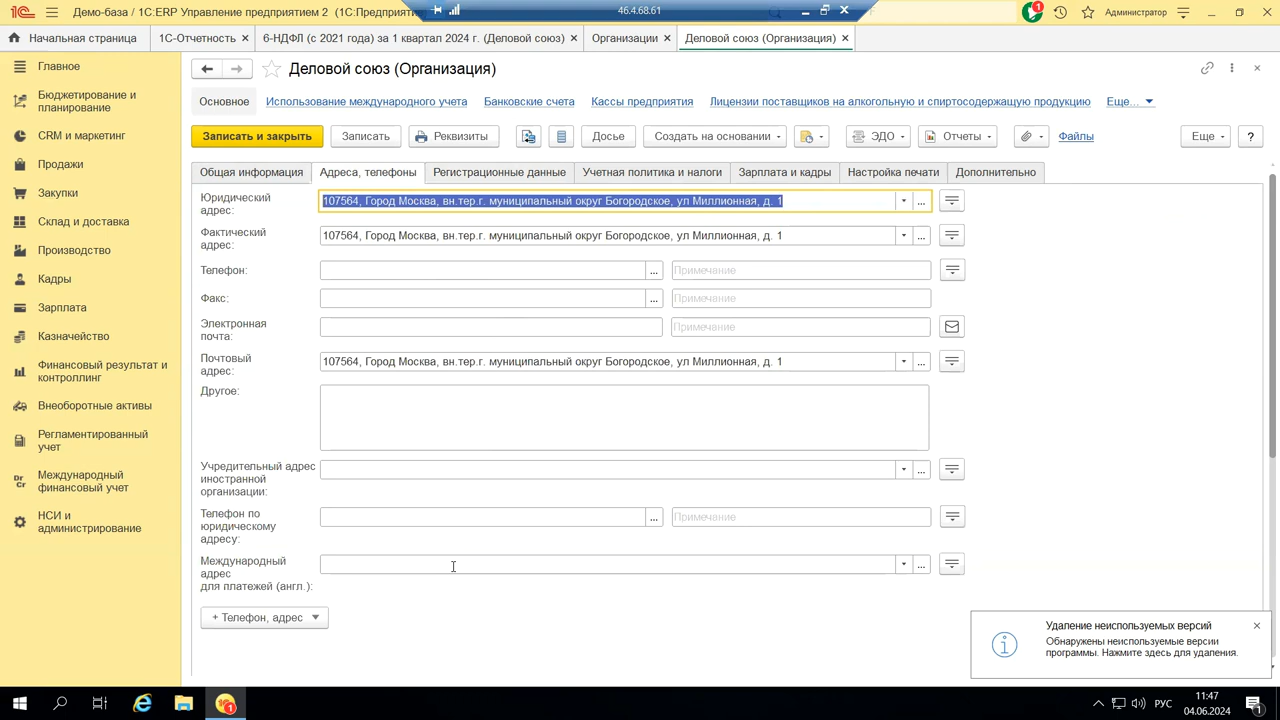 46.4.68.61
Демо-база / 1С:ERP Управление предприятием 2 (1С:Предприяти
Администратор
1
Начальная страница
1С-Отчетность
6-НДФЛ (с 2021 года) за 1 квартал 2024 г. (Деловой союз)
Организации
Деловой союз (Организация)
Главное
Бюджетирование и
планирование
CRM и маркетинг
Продажи
Закупки
Склад и доставка
Производство
Кадры
Зарплата
Казначейство
Финансовый результат и
контроллинг
Внеоборотные активы
Регламентированный
учет
Dr
Cr
Международный
финансовый учет
НСИ и
администрирование
Деловой союз (Организация)
Основное
Использование международного учета
Банковские счета
Кассы предприятия
Лицензии поставщиков на алкогольную и спиртосодержащую продукцию
Еще...
Записать и закрыть
Записать
Реквизиты
Досье
Создать на основании
ЭДО
Отчеты
Файлы
Еще
?
Общая информация
Адреса, телефоны
Регистрационные данные
Учетная политика и налоги
Зарплата и кадры
Настройка печати
Дополнительно
Юридический
адрес:
107564, Город Москва, вн.тер.г. муниципальный округ Богородское, ул Миллионная, д. 1
...
Фактический
адрес:
107564, Город Москва, вн.тер.г. муниципальный округ Богородское, ул Миллионная, д. 1
...
Телефон:
...
Примечание
Факс:
...
Примечание
Электронная
почта:
Примечание
Почтовый
адрес:
107564, Город Москва, вн.тер.г. муниципальный округ Богородское, ул Миллионная, д. 1
...
Другое:
Учредительный адрес
иностранной
организации:
...
Телефон по
юридическому
адресу:
...
Примечание
Международный
адрес
для платежей (англ.):
...
+ Телефон, адрес
Удаление неиспользуемых версий
Обнаружены неиспользуемые версии
программы. Нажмите здесь для удаления.
1
РУС
11:47
04.06.2024
1